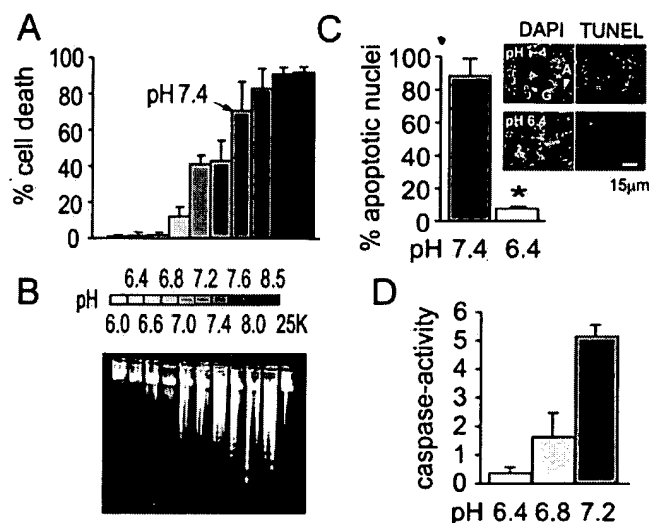 A
% cell death
100
80
60
40
20
0
pH 7.4
B
6.4 6.8 7.2 7.6 8.5
pH
6.0 6.6 7.0 7.4 8.0 25K
C
% apoptotic nuclei
100
80
60
40
20
0
*
pH 7.4 6.4
DAPI TUNEL
pH 7.4
A
G
pH 6.4
15µm
D
caspase-activity
6
5
4
3
2
1
0
pH 6.4 6.8 7.2